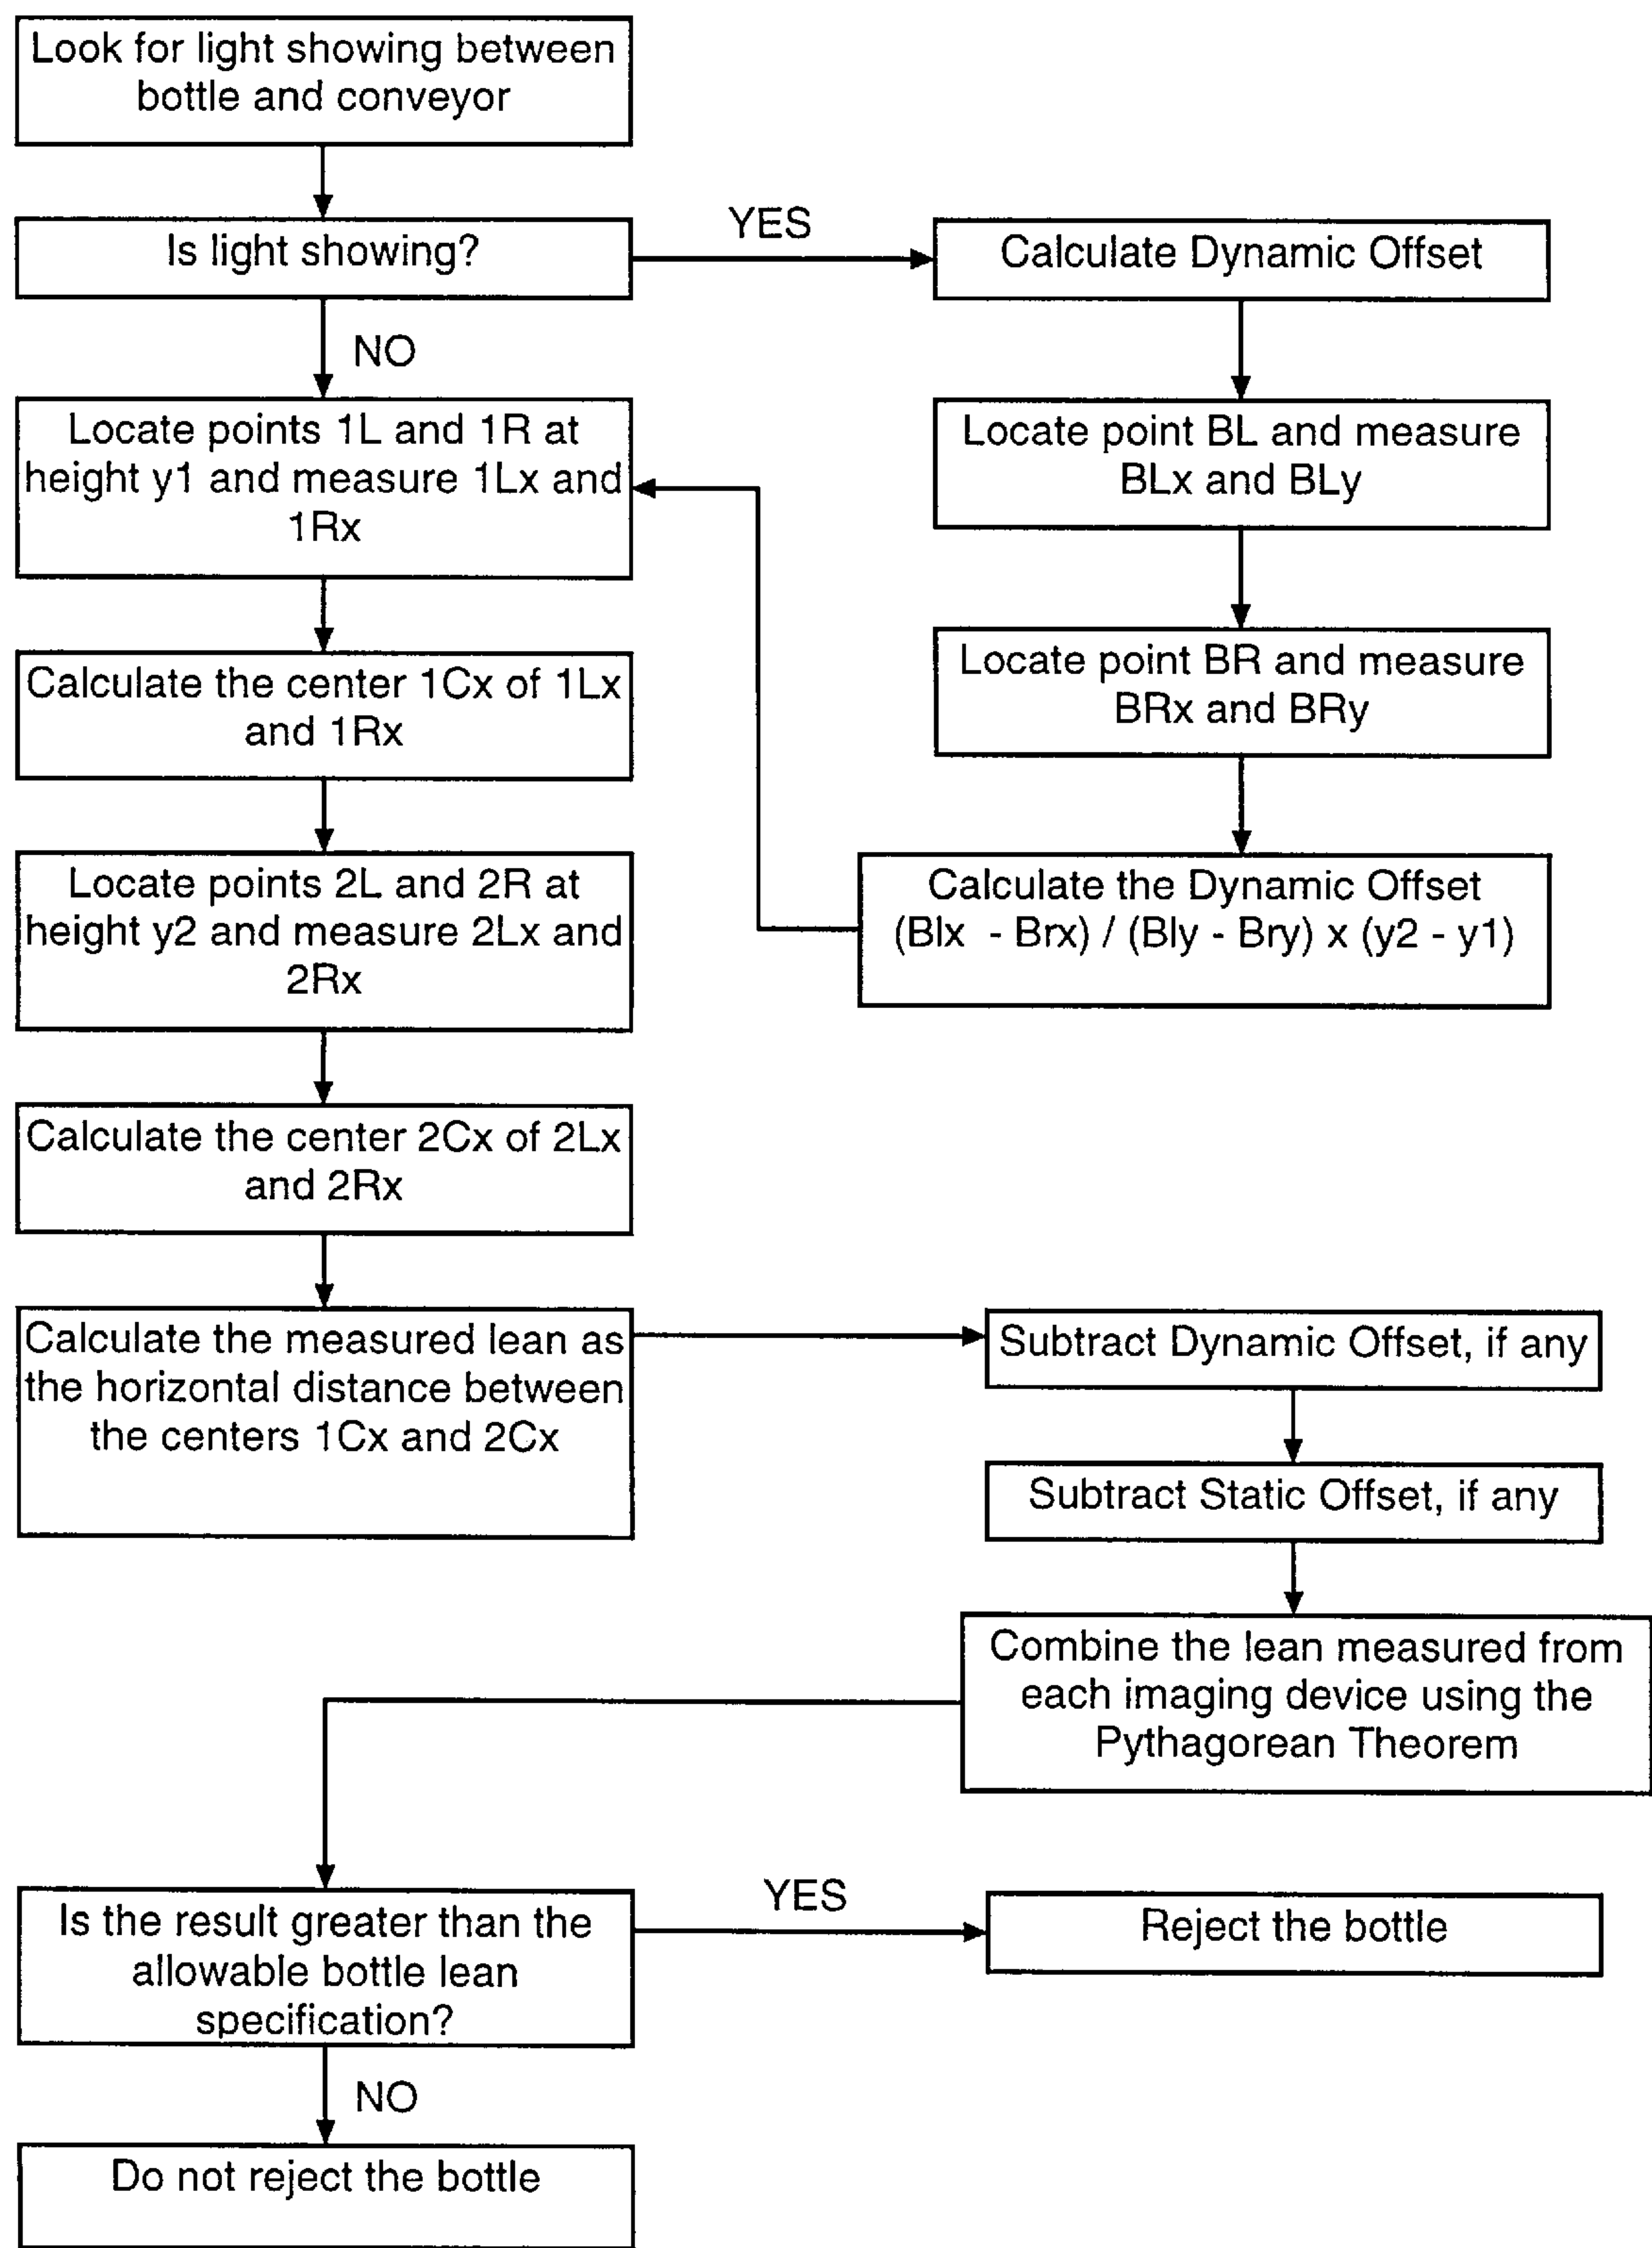 Look for light showing between
bottle and conveyor
Is light showing?
YES
Calculate Dynamic Offset
NO
Locate points 1L and 1R at
height y1 and measure 1Lx and
1Rx
Locate point BL and measure
BLx and BLy
Calculate the center 1Cx of 1Lx
and 1Rx
Locate point BR and measure
BRx and BRy
Locate points 2L and 2R at
height y2 and measure 2Lx and
2Rx
Calculate the Dynamic Offset
(Blx - Brx) / (Bly - Bry) x (y2 - y1)
Calculate the center 2Cx of 2Lx
and 2Rx
Calculate the measured lean as
the horizontal distance between
the centers 1Cx and 2Cx
Subtract Dynamic Offset, if any
Subtract Static Offset, if any
Combine the lean measured from
each imaging device using the
Pythagorean Theorem
Is the result greater than the
allowable bottle lean
specification?
YES
Reject the bottle
NO
Do not reject the bottle